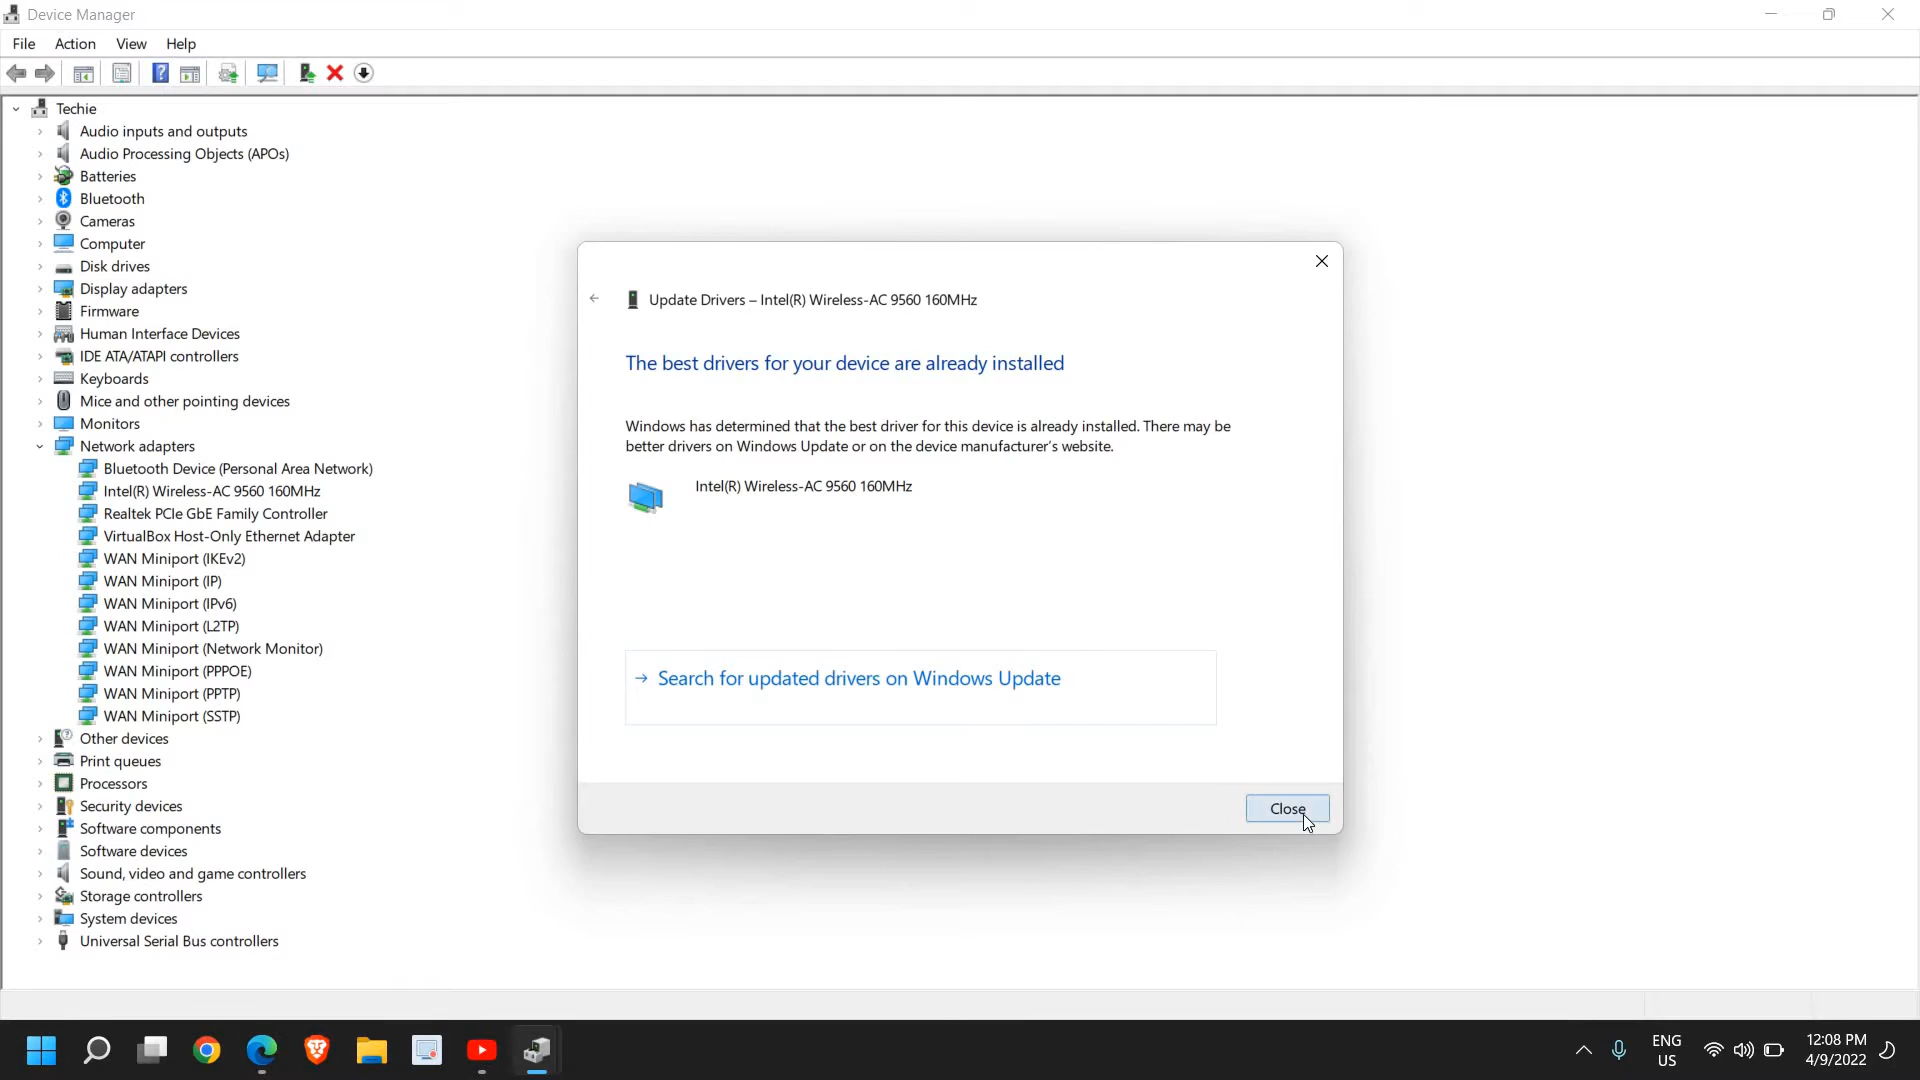 Device Manager
File Action View Help
Techie
Audio inputs and outputs
Audio Processing Objects (APOs)
Batteries
Bluetooth
Cameras
Computer
Disk drives
Display adapters
Firmware
Human Interface Devices
IDE ATA/ATAPI controllers
Keyboards
Mice and other pointing devices
Monitors
Network adapters
Bluetooth Device (Personal Area Network)
Intel(R) Wireless-AC 9560 160MHz
Realtek PCIe GbE Family Controller
VirtualBox Host-Only Ethernet Adapter
WAN Miniport (IKEv2)
WAN Miniport (IP)
WAN Miniport (IPv6)
WAN Miniport (L2TP)
WAN Miniport (Network Monitor)
WAN Miniport (PPPOE)
WAN Miniport (PPTP)
WAN Miniport (SSTP)
Other devices
Print queues
Processors
Security devices
Software components
Software devices
Sound, video and game controllers
Storage controllers
System devices
Universal Serial Bus controllers
Update Drivers – Intel(R) Wireless-AC 9560 160MHz
The best drivers for your device are already installed
Windows has determined that the best driver for this device is already installed. There may be
better drivers on Windows Update or on the device manufacturer's website.
Intel(R) Wireless-AC 9560 160MHz
Search for updated drivers on Windows Update
Close
ENG
US
12:08 PM
4/9/2022